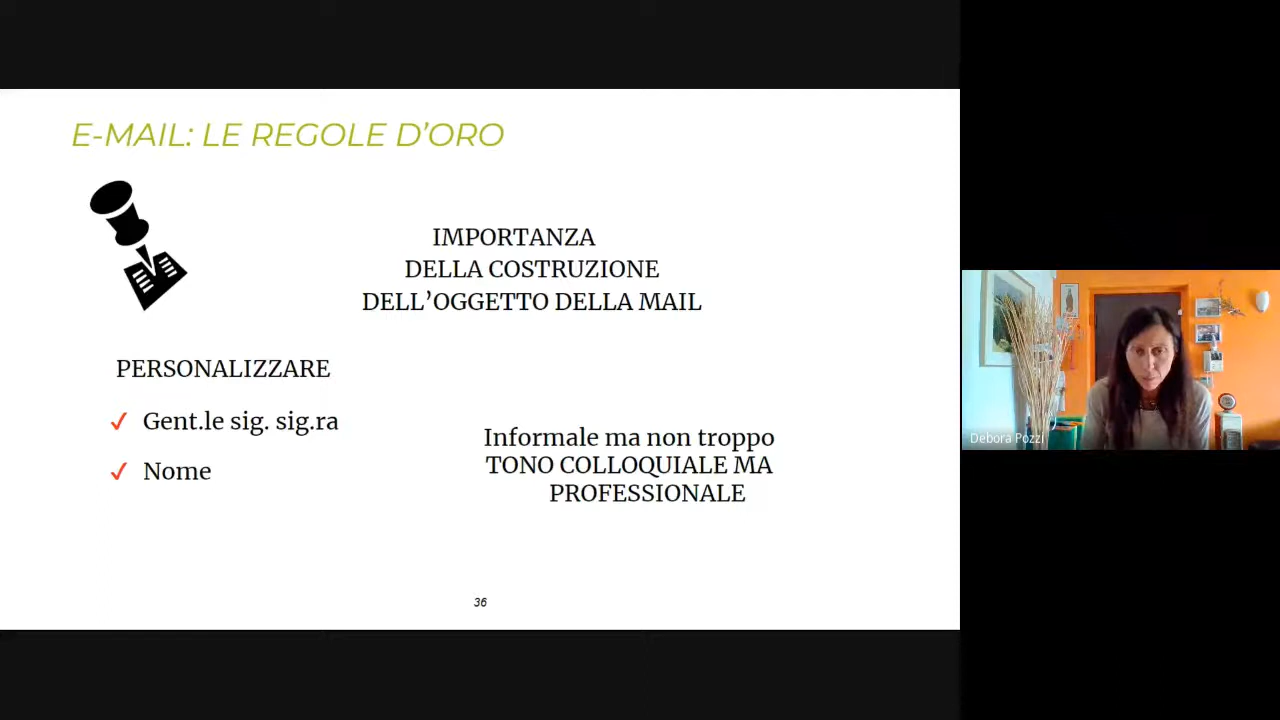 E-MAIL: LE REGOLE D’ORO
IMPORTANZA
DELLA COSTRUZIONE
DELL’OGGETTO DELLA MAIL
PERSONALIZZARE
Gent.le sig. sig.ra
Nome
Informale ma non troppo
TONO COLLOQUIALE MA
PROFESSIONALE
36
Debora Pozzi